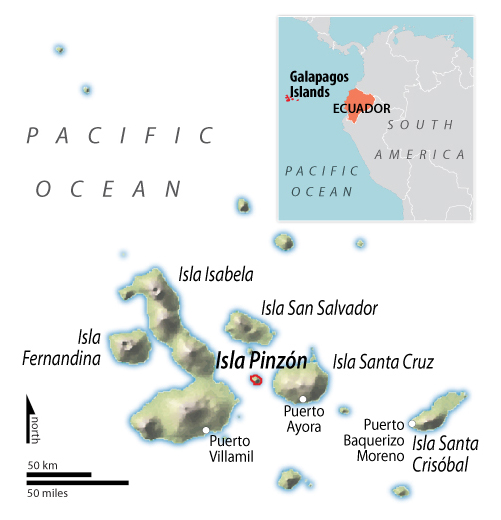 Galapagos
Islands
ECUADOR
SOUTH
AMERICA
PACIFIC
OCEAN
PACIFIC
OCEAN
Isla Isabela
Isla San Salvador
Isla
Fernandina
Isla Pinzón
Isla Santa Cruz
Puerto
Ayora
Puerto
Villamil
Puerto
Baquerizo
Moreno
Isla Santa
Crisóbal
north
50 km
50 miles